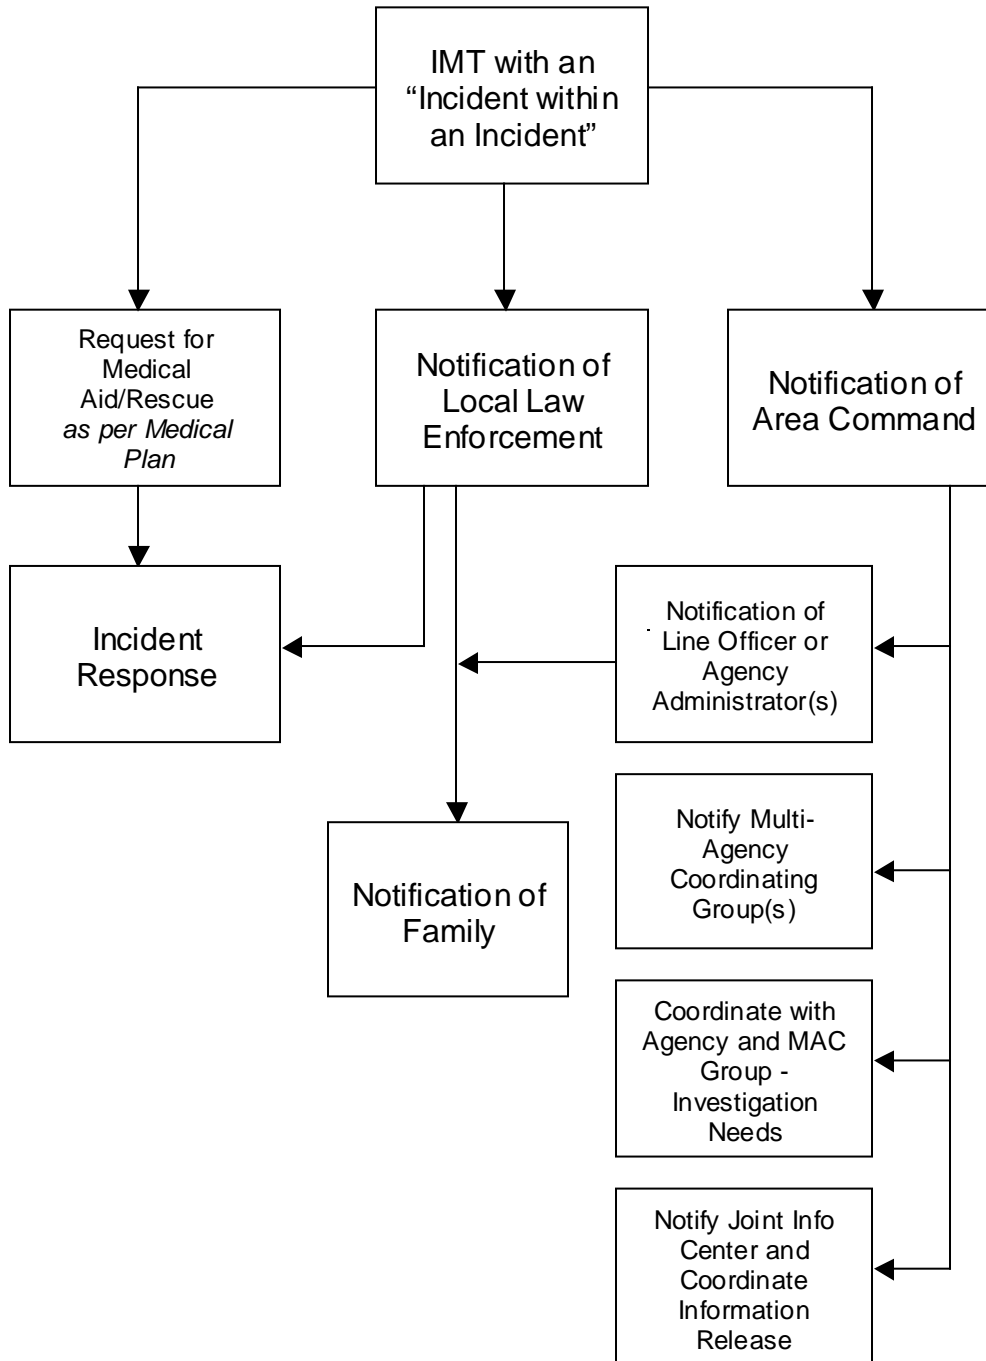 IMT with an
“Incident within
an Incident”
Request for
Medical
Aid/Rescue
as per Medical
Plan
Notification of
Local Law
Enforcement
Notification of
Area Command
Incident
Response
Notification of
Line Officer or
Agency
Administrator(s)
Notify Multi-
Agency
Coordinating
Group(s)
Notification of
Family
Coordinate with
Agency and MAC
Group -
Investigation
Needs
Notify Joint Info
Center and
Coordinate
Information
Release